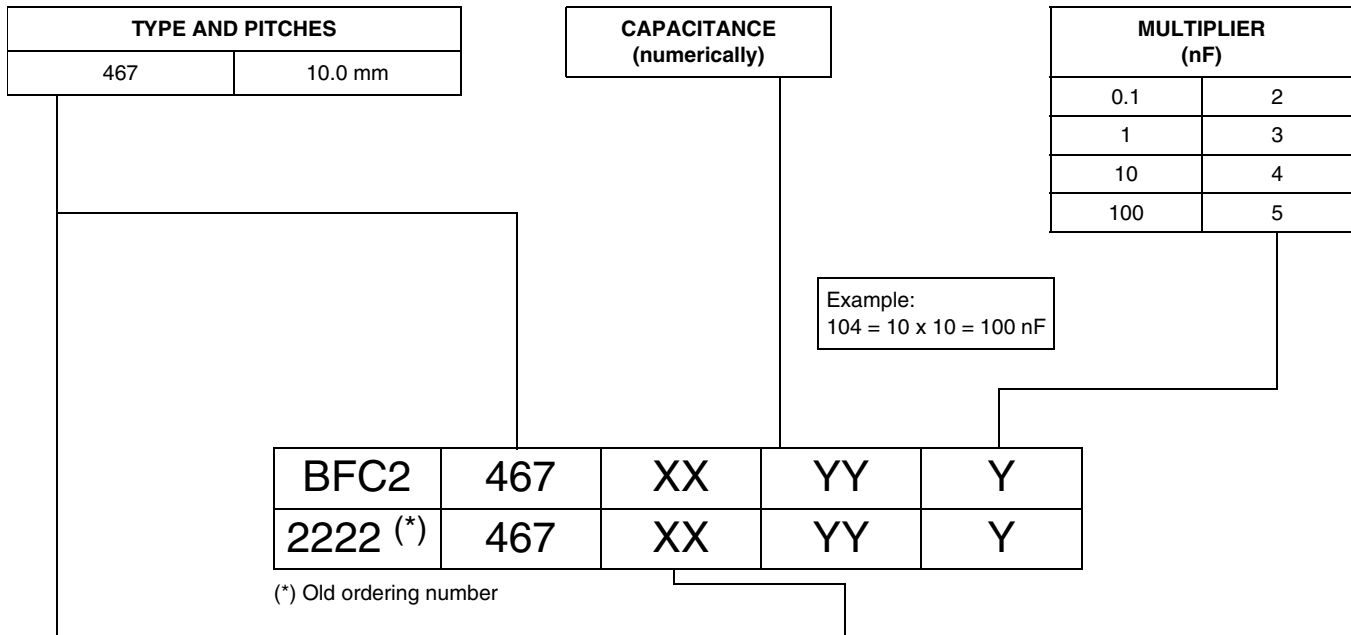 TYPE AND PITCHES
467 10.0 mm
CAPACITANCE
(numerically)
MULTIPLIER
(nF)
0.1 2
1 3
10 4
100 5
Example:
104 = 10 x 10 = 100 nF
BFC2 467 XX YY Y
2222 (*) 467 XX YY Y
(*) Old ordering number